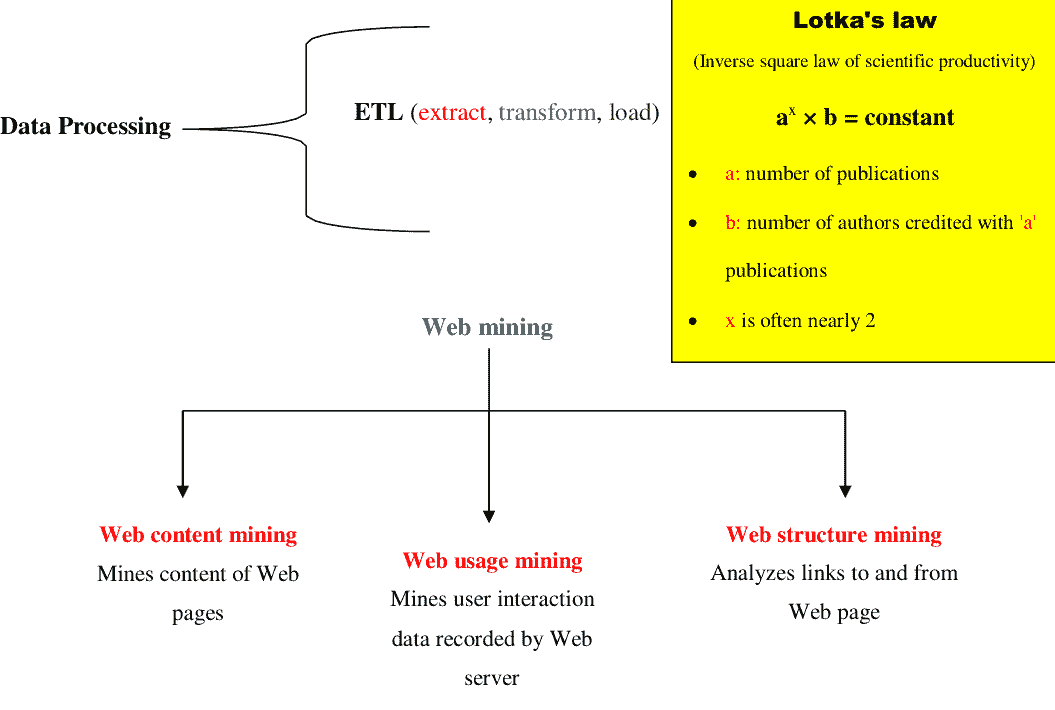 Data Processing
ETL (extract, transform, load)
Lotka's law
(Inverse square law of scientific productivity)
aˣ × b = constant
• a: number of publications
• b: number of authors credited with 'a'
publications
• x is often nearly 2
Web mining
Web content mining
Mines content of Web
pages
Web usage mining
Mines user interaction
data recorded by Web
server
Web structure mining
Analyzes links to and from
Web page